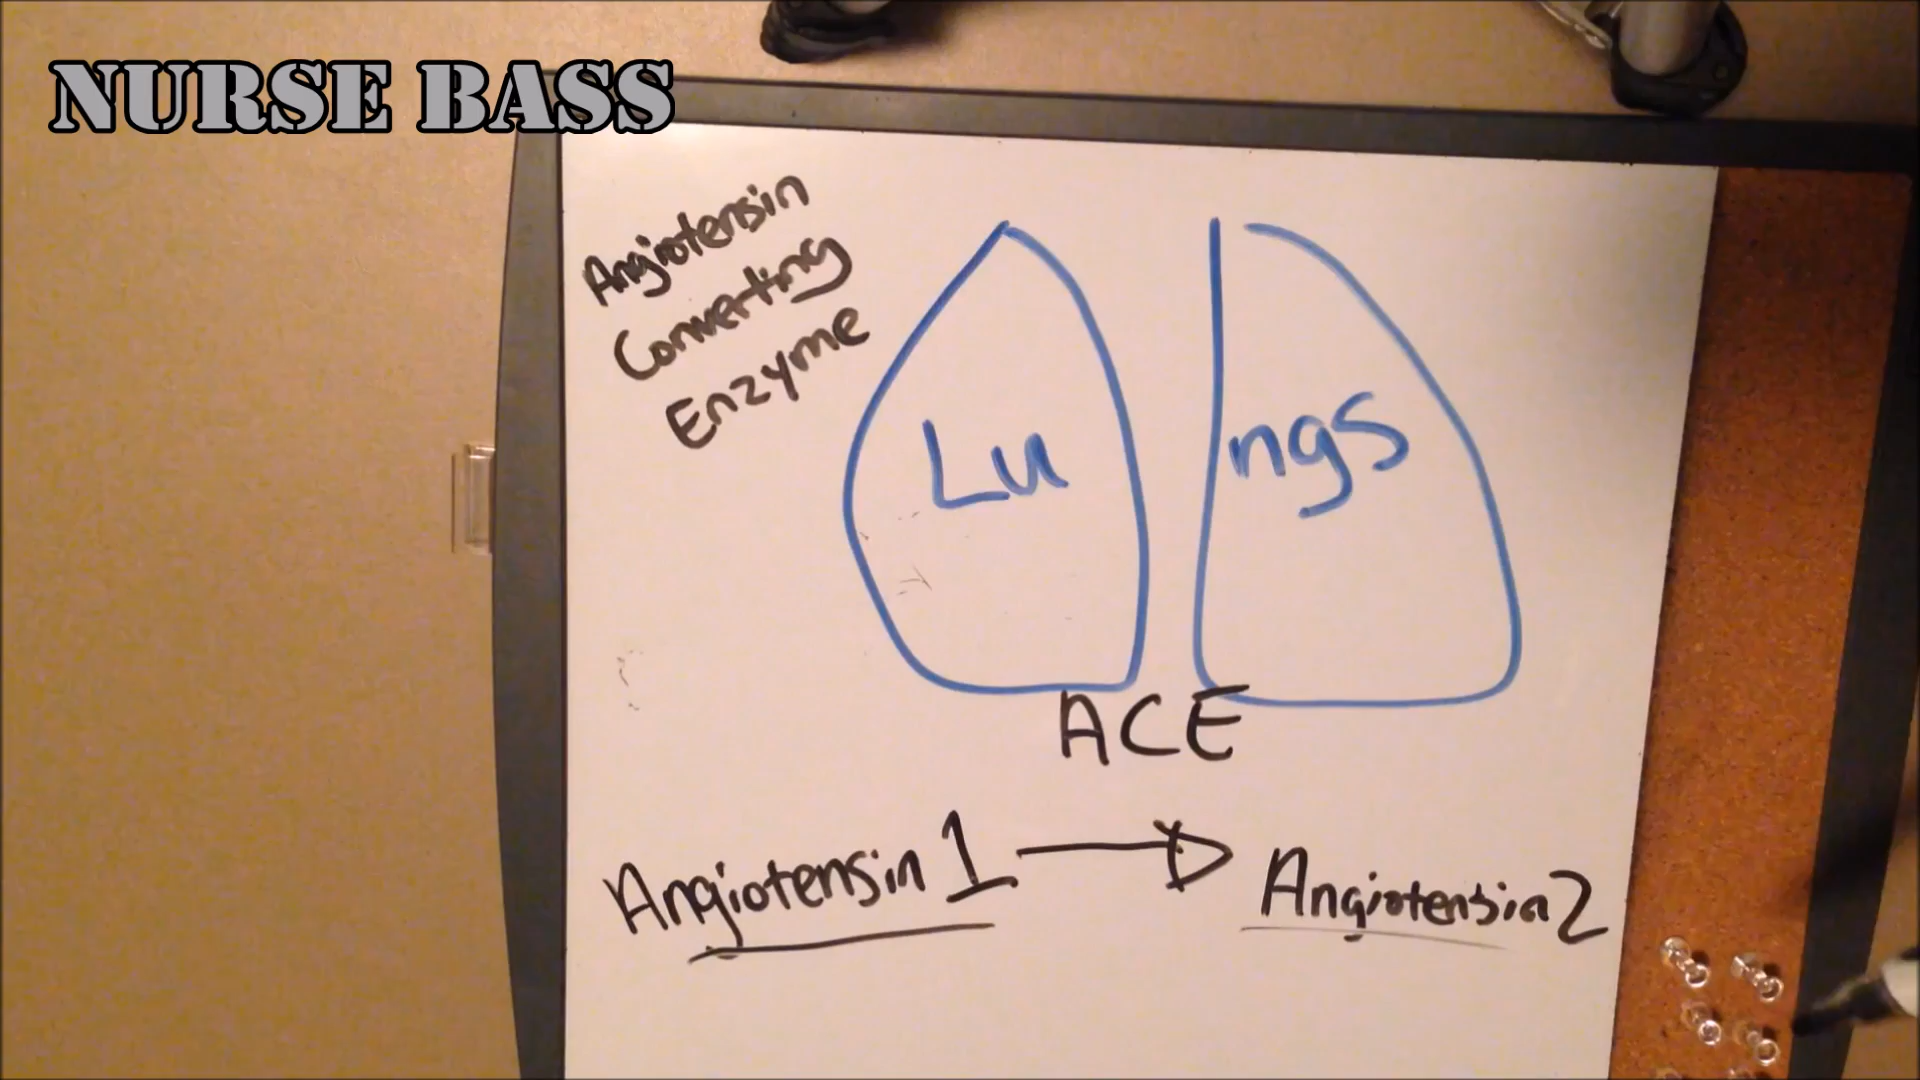 NURSE BASS
Angiotensin
Converting
Enzyme
Lu ngs
ACE
Angiotensin 1 Angiotensin 2